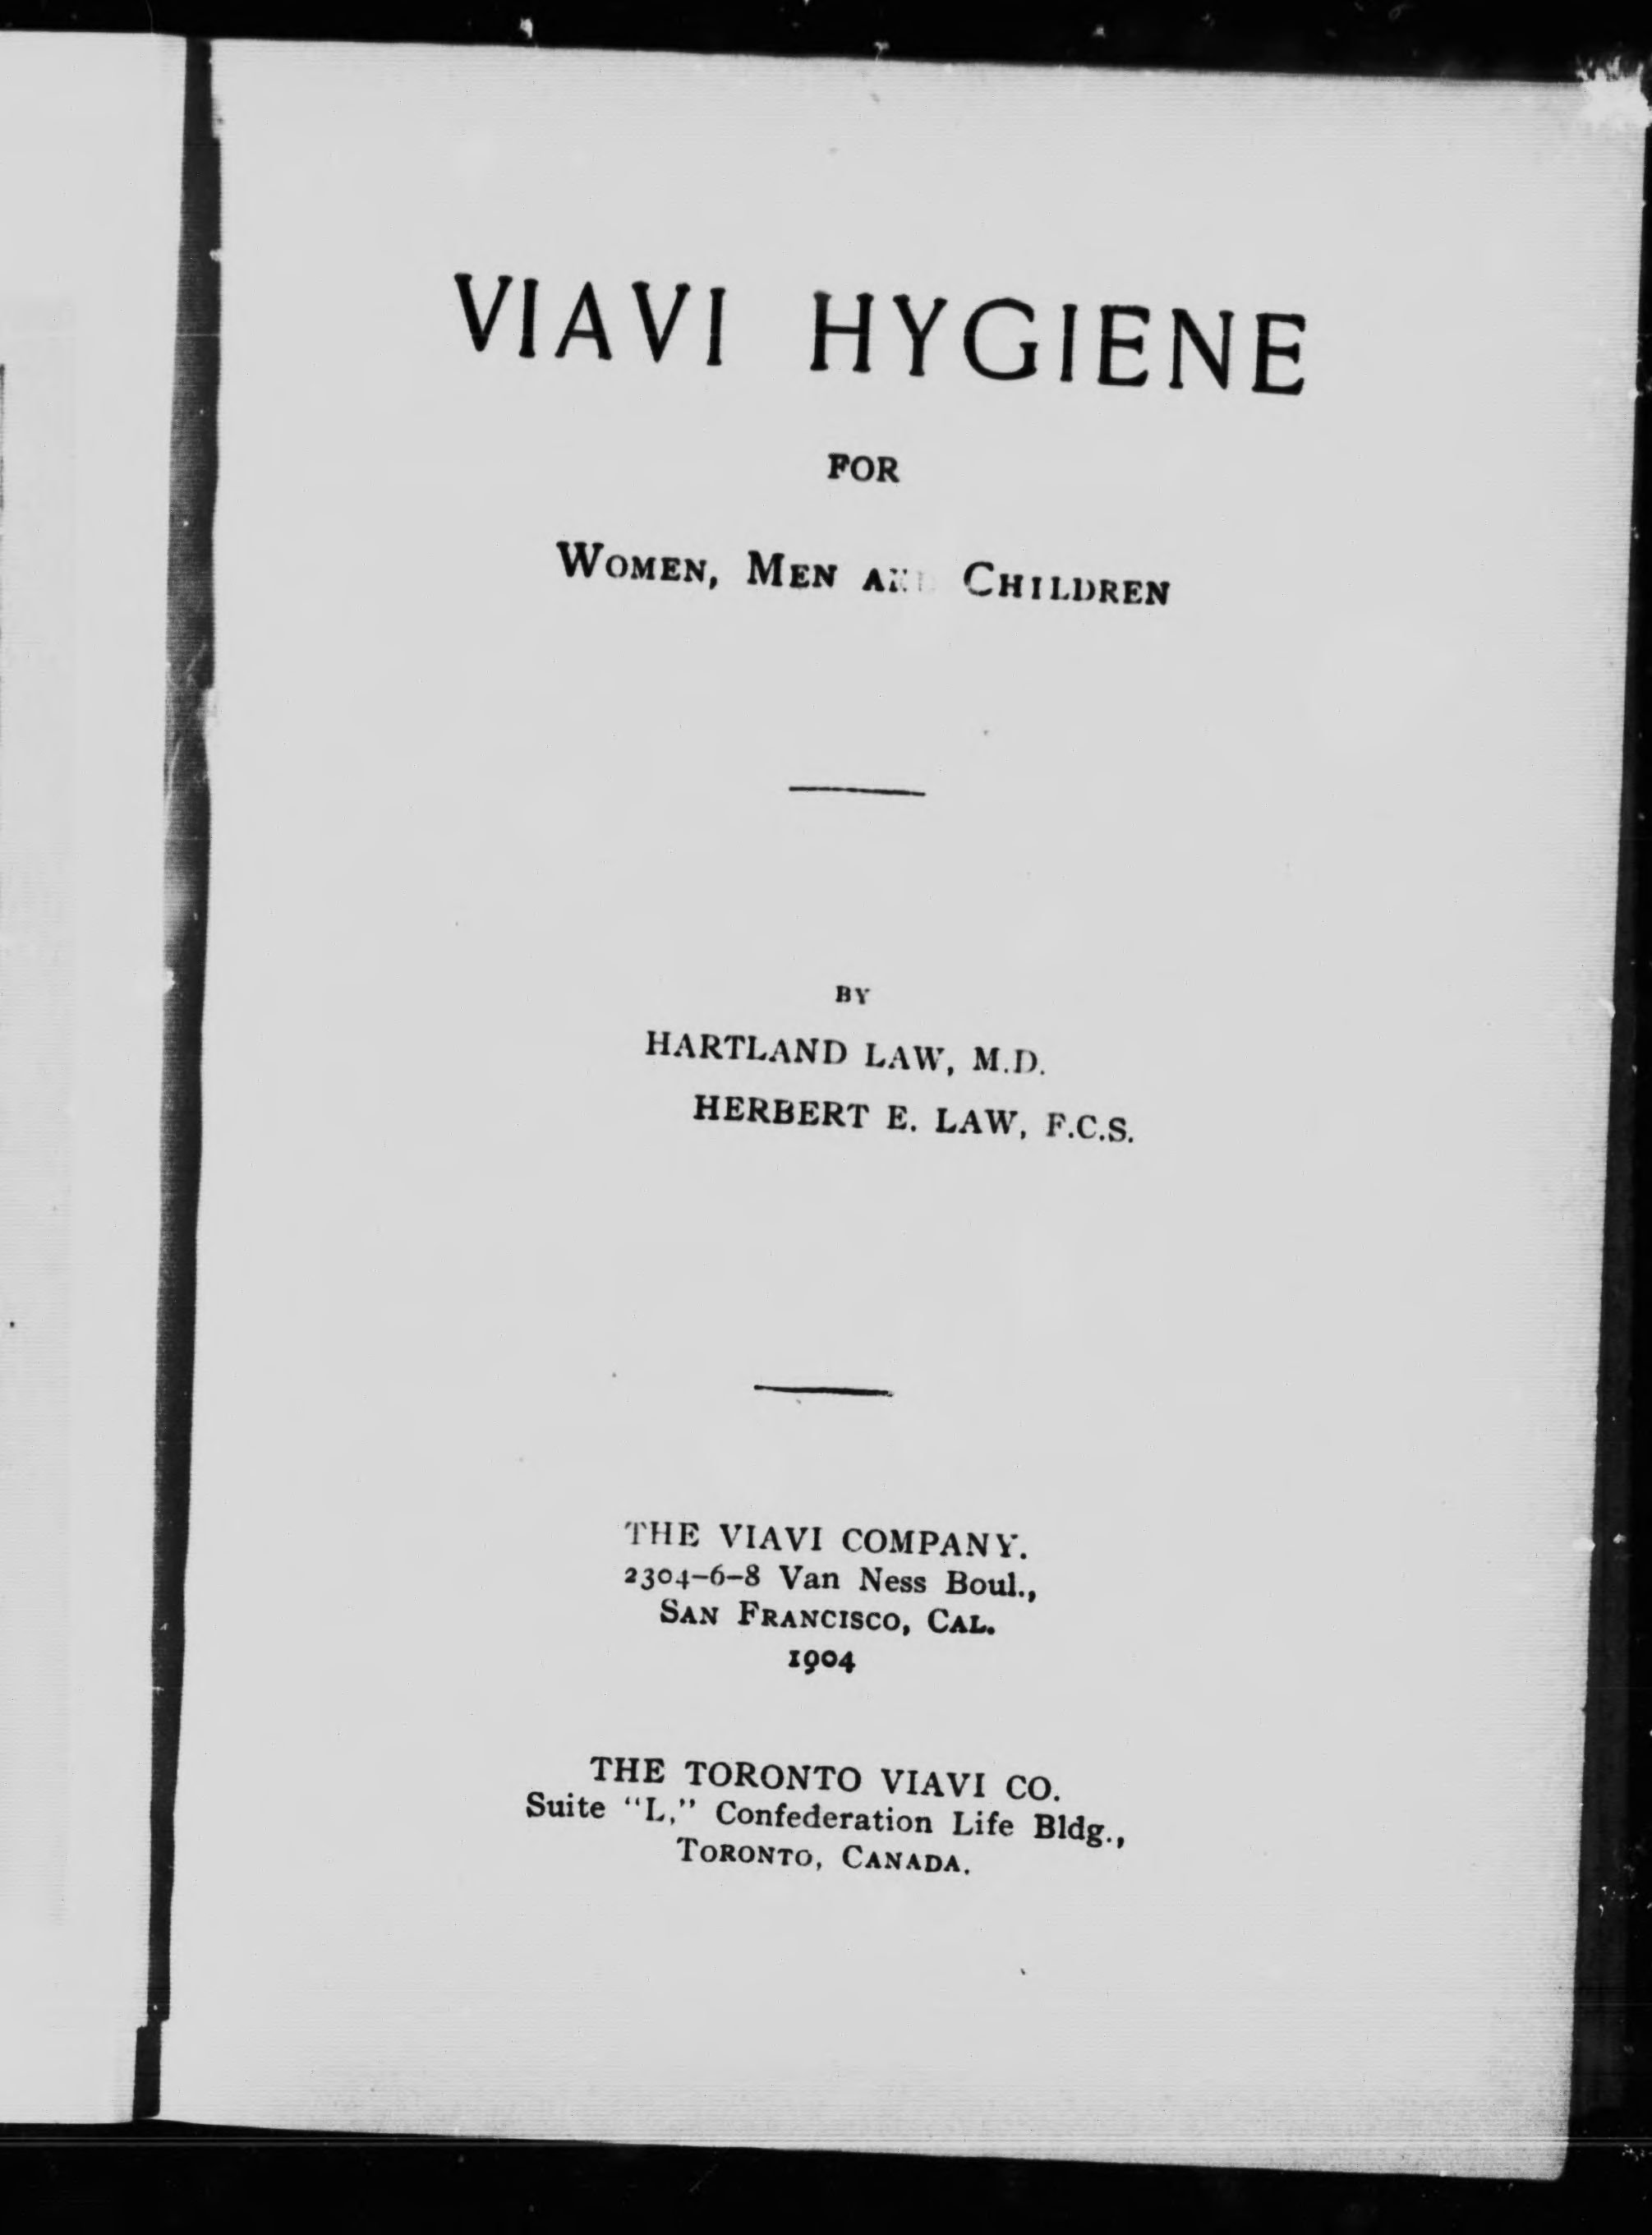 VIAVI HYGIENE
FOR
WOMEN, MEN AND CHILDREN
BY
HARTLAND LAW, M.D.
HERBERT E. LAW, F.C.S.
THE VIAVI COMPANY.
2304-6-8 Van Ness Boul.,
SAN FRANCISCO, CAL.
1904
THE TORONTO VIAVI CO.
Suite "L," Confederation Life Bldg.,
TORONTO, CANADA.